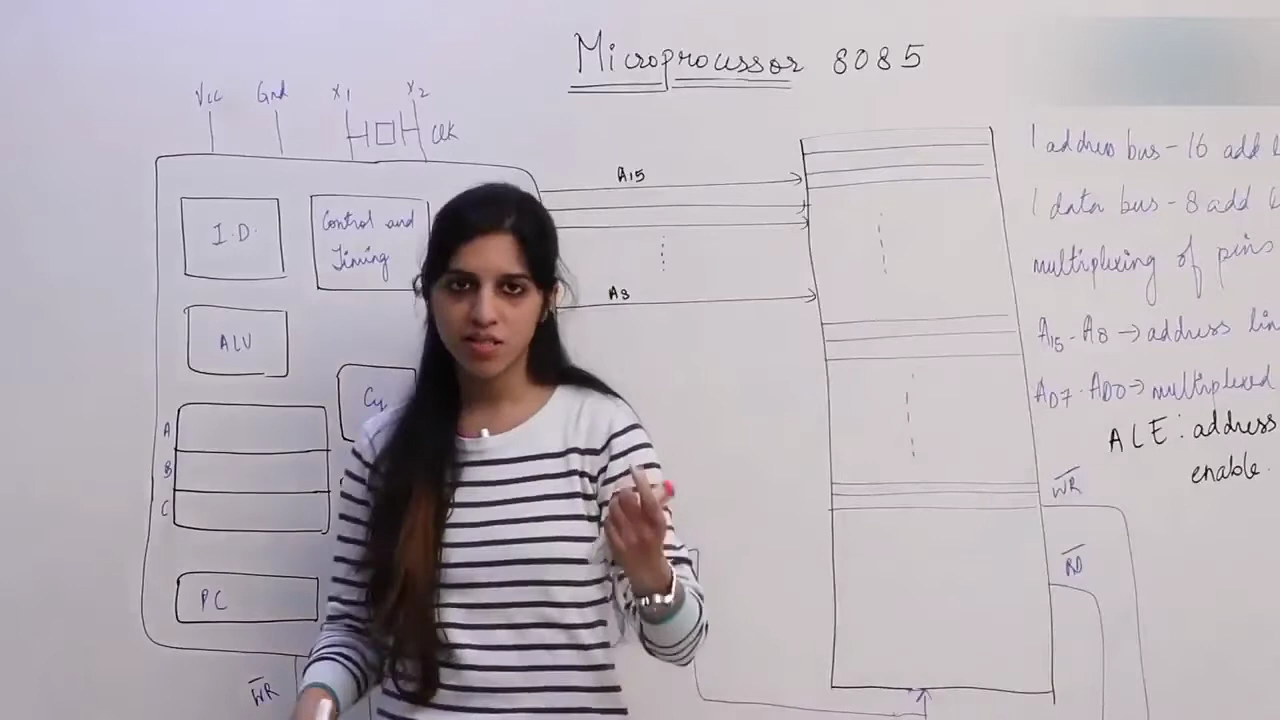 Microprocessor 8085
Vcc Gnd X1 X2
CLK
A15
I.D.
Control and
Timing
A8
ALU
Cy
A
B
C
PC
WR
1 address bus - 16 add
1 data bus - 8 add
multiplexing of pins
A15 - A8 → address lin
AD7 - AD0 → multiplexed
ALE : address
enable.
WR
RD